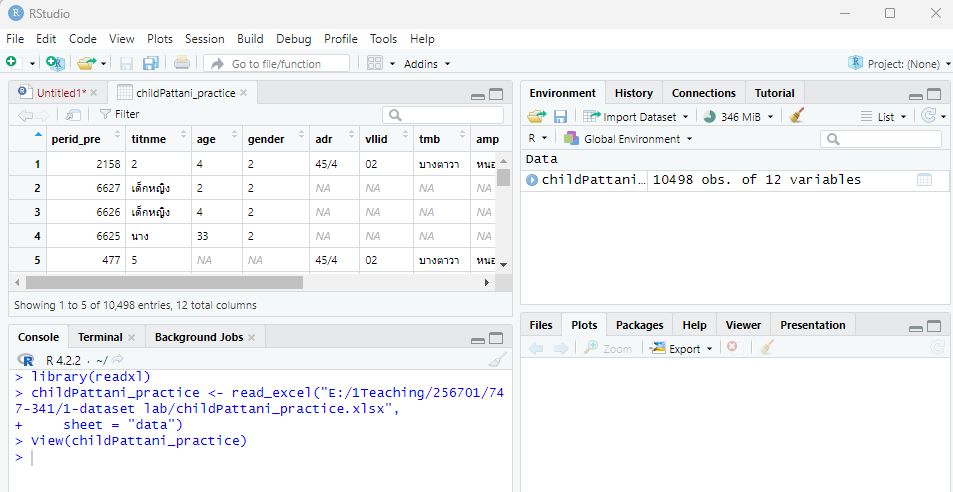 RStudio
File Edit Code View Plots Session Build Debug Profile Tools Help
Go to file/function Addins Project: (None)
Untitled1* childPattani_practice
Filter
perid_pre titnme age gender adr vllid tmb amp
1 2158 2 4 2 45/4 02 บางตาวา หนอ
2 6627 เด็กหญิง 2 2 NA NA NA NA
3 6626 เด็กหญิง 4 2 NA NA NA NA
4 6625 นาง 33 2 NA NA NA NA
5 477 5 NA NA 45/4 02 บางตาวา หนอ
Showing 1 to 5 of 10,498 entries, 12 total columns
Console Terminal Background Jobs
R 4.2.2 · ~/
> library(readxl)
> childPattani_practice <- read_excel("E:/1Teaching/256701/74
7-341/1-dataset lab/childPattani_practice.xlsx",
+     sheet = "data")
> View(childPattani_practice)
>
Environment History Connections Tutorial
Import Dataset 346 MiB List
R Global Environment
Data
childPattani… 10498 obs. of 12 variables
Files Plots Packages Help Viewer Presentation
Zoom Export